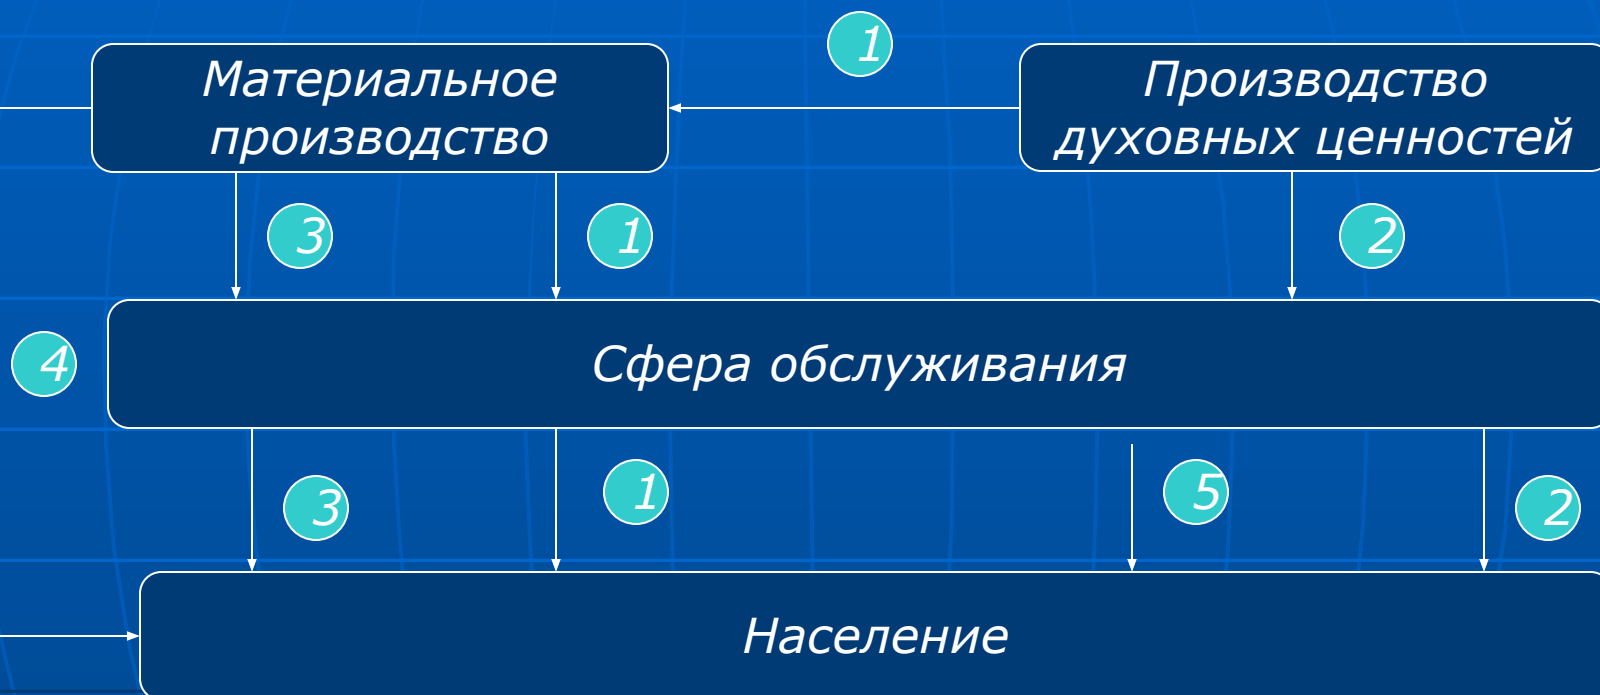 1
Материальное
производство
Производство
духовных ценностей
3
1
2
4
Сфера обслуживания
3
1
5
2
Население